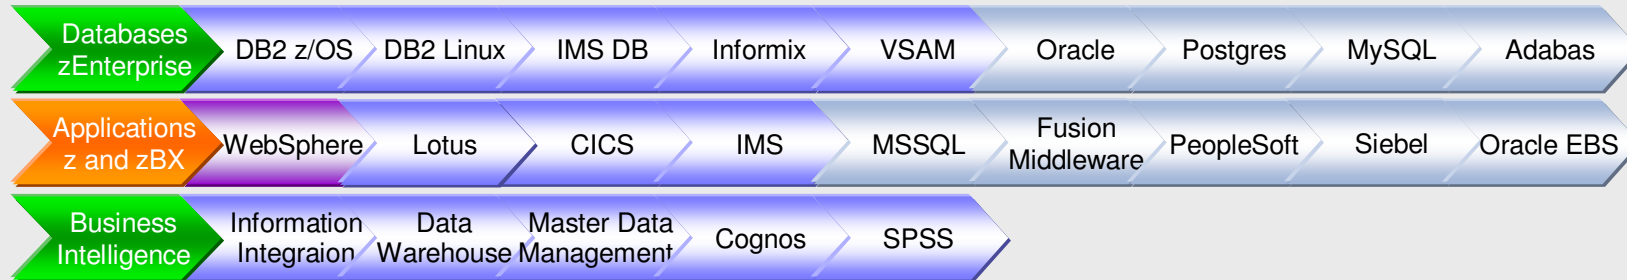 Databases
zEnterprise
DB2 z/OS
DB2 Linux
IMS DB
Informix
VSAM
Oracle
Postgres
MySQL
Adabas
Applications
z and zBX
WebSphere
Lotus
CICS
IMS
MSSQL
Fusion
Middleware
PeopleSoft
Siebel
Oracle EBS
Business
Intelligence
Information
Integraion
Data
Warehouse
Master Data
Management
Cognos
SPSS